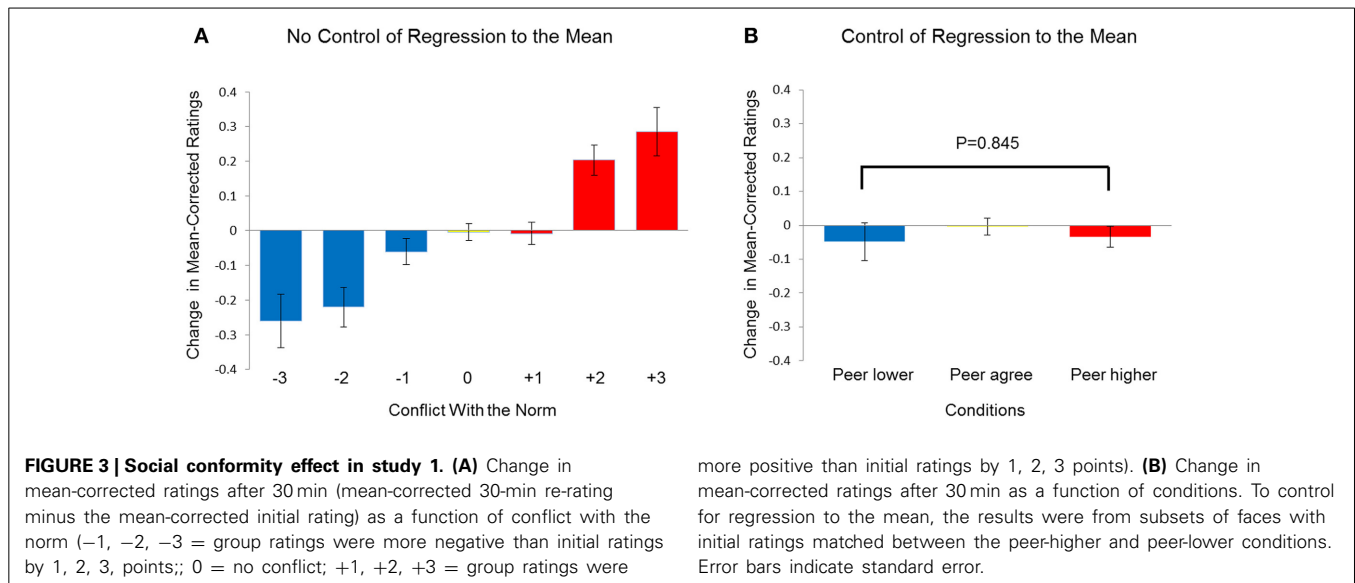 A No Control of Regression to the Mean
Change in Mean-Corrected Ratings
0.4
0.3
0.2
0.1
0
-0.1
-0.2
-0.3
-0.4
-3 -2 -1 0 +1 +2 +3
Conflict With the Norm
B Control of Regression to the Mean
Change in Mean-Corrected Ratings
0.4
0.3
0.2
0.1
0
-0.1
-0.2
-0.3
-0.4
P=0.845
Peer lower Peer agree Peer higher
Conditions
FIGURE 3 | Social conformity effect in study 1. (A) Change in
mean-corrected ratings after 30 min (mean-corrected 30-min re-rating
minus the mean-corrected initial rating) as a function of conflict with the
norm (−1, −2, −3 = group ratings were more negative than initial ratings
by 1, 2, 3, points;; 0 = no conflict; +1, +2, +3 = group ratings were
more positive than initial ratings by 1, 2, 3 points). (B) Change in
mean-corrected ratings after 30 min as a function of conditions. To control
for regression to the mean, the results were from subsets of faces with
initial ratings matched between the peer-higher and peer-lower conditions.
Error bars indicate standard error.